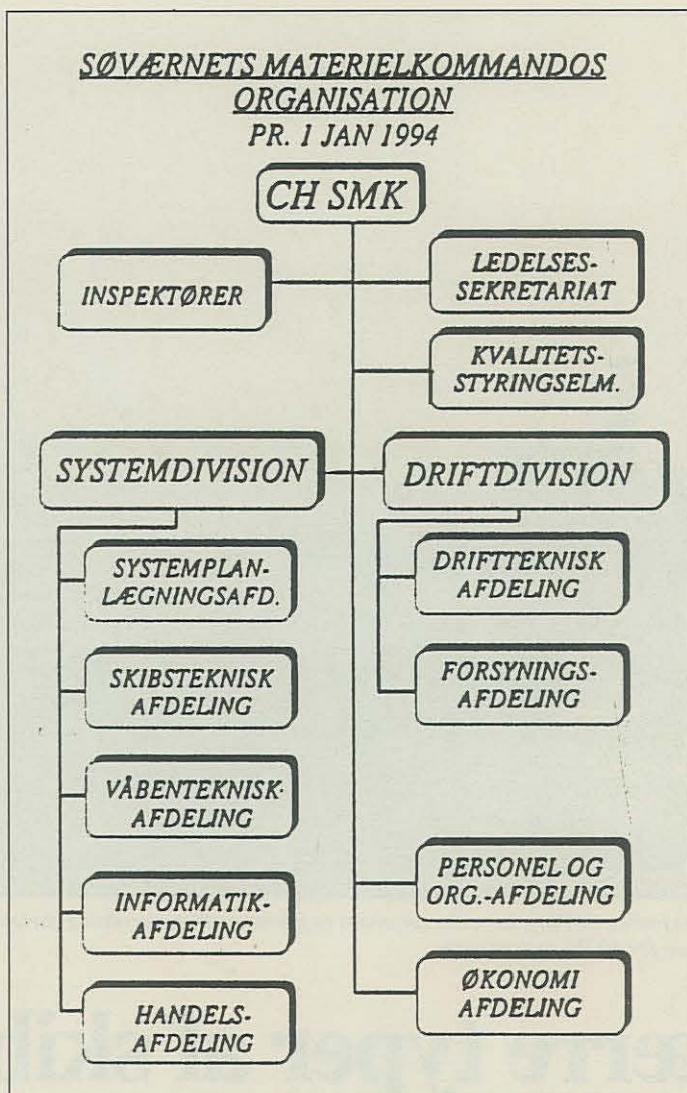 SØVÆRNETS MATERIELKOMMANDOS
ORGANISATION
PR. 1 JAN 1994
CH SMK
INSPEKTØRER
LEDELSES-
SEKRETARIAT
KVALITETS-
STYRINGSELM.
SYSTEMDIVISION
DRIFTDIVISION
SYSTEMPLAN-
LÆGNINGSAFD.
SKIBSTEKNISK
AFDELING
VÅBENTEKNISK-
AFDELING
INFORMATIK-
AFDELING
HANDELS-
AFDELING
DRIFTTEKNISK
AFDELING
FORSYNINGS-
AFDELING
PERSONEL OG
ORG.-AFDELING
ØKONOMI
AFDELING